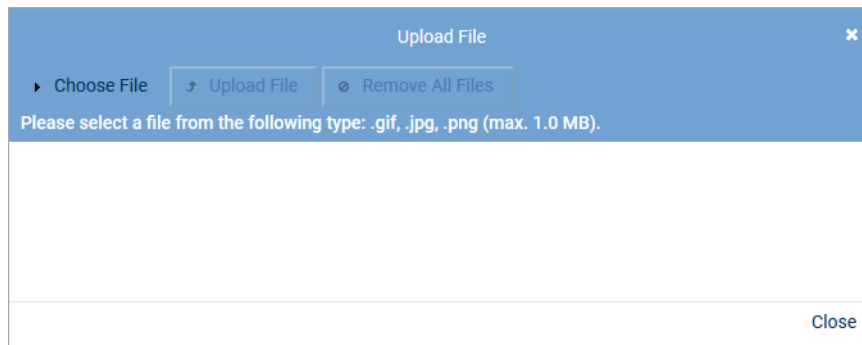 Upload File
Choose File Upload File Remove All Files
Please select a file from the following type: .gif, .jpg, .png (max. 1.0 MB).
Close